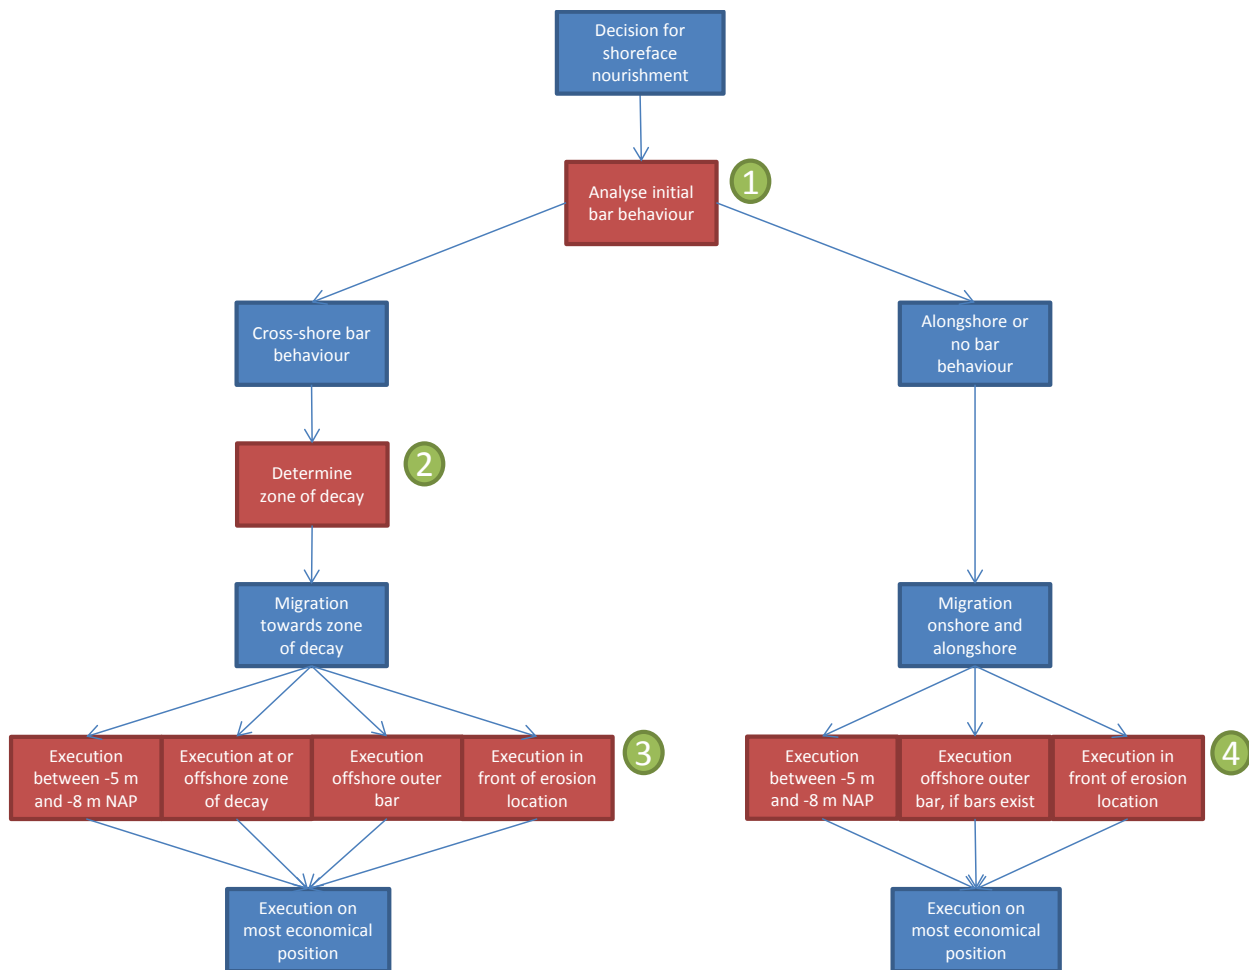 Decision for
shoreface
nourishment
Analyse initial
bar behaviour
1
Cross-shore bar
behaviour
Alongshore or
no bar
behaviour
Determine
zone of decay
2
Migration
towards zone
of decay
Migration
onshore and
alongshore
Execution
between -5 m
and -8 m NAP
Execution at or
offshore zone
of decay
Execution
offshore outer
bar
Execution in
front of erosion
location
3
Execution
between -5 m
and -8 m NAP
Execution
offshore outer
bar, if bars exist
Execution in
front of erosion
location
4
Execution on
most economical
position
Execution on
most economical
position